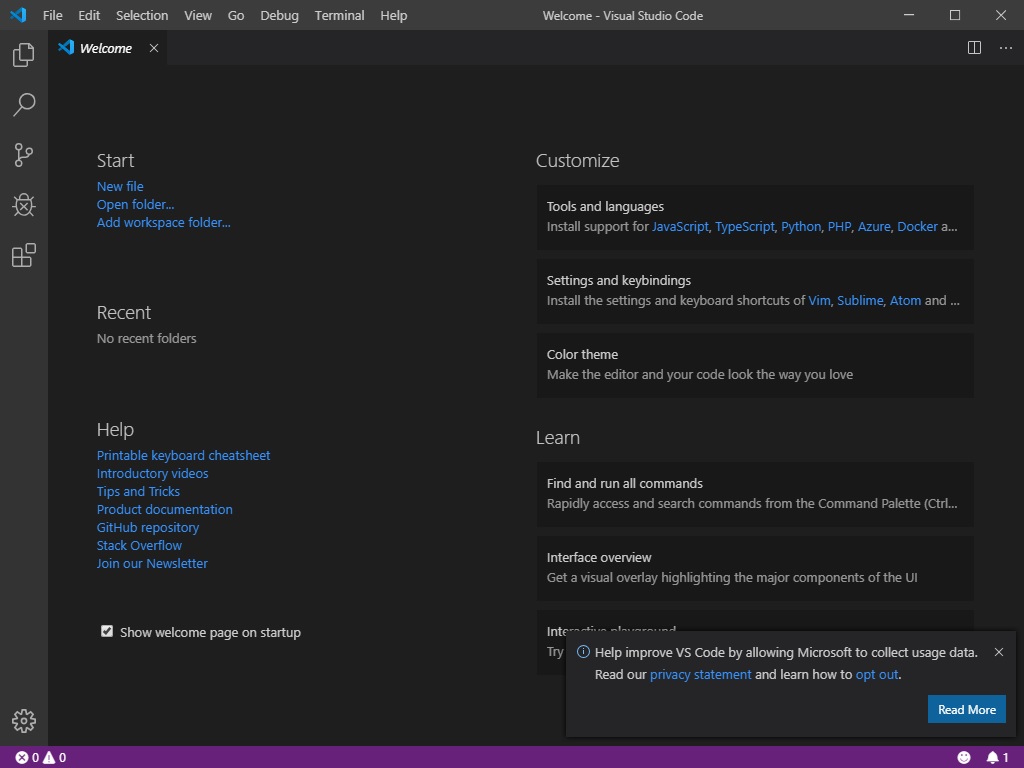 File Edit Selection View Go Debug Terminal Help Welcome - Visual Studio Code
Welcome
Start
New file
Open folder...
Add workspace folder...
Recent
No recent folders
Help
Printable keyboard cheatsheet
Introductory videos
Tips and Tricks
Product documentation
GitHub repository
Stack Overflow
Join our Newsletter
Show welcome page on startup
Customize
Tools and languages
Install support for JavaScript, TypeScript, Python, PHP, Azure, Docker a...
Settings and keybindings
Install the settings and keyboard shortcuts of Vim, Sublime, Atom and ...
Color theme
Make the editor and your code look the way you love
Learn
Find and run all commands
Rapidly access and search commands from the Command Palette (Ctrl...
Interface overview
Get a visual overlay highlighting the major components of the UI
Interactive playground
Try
Help improve VS Code by allowing Microsoft to collect usage data.
Read our privacy statement and learn how to opt out.
Read More
0 0 1